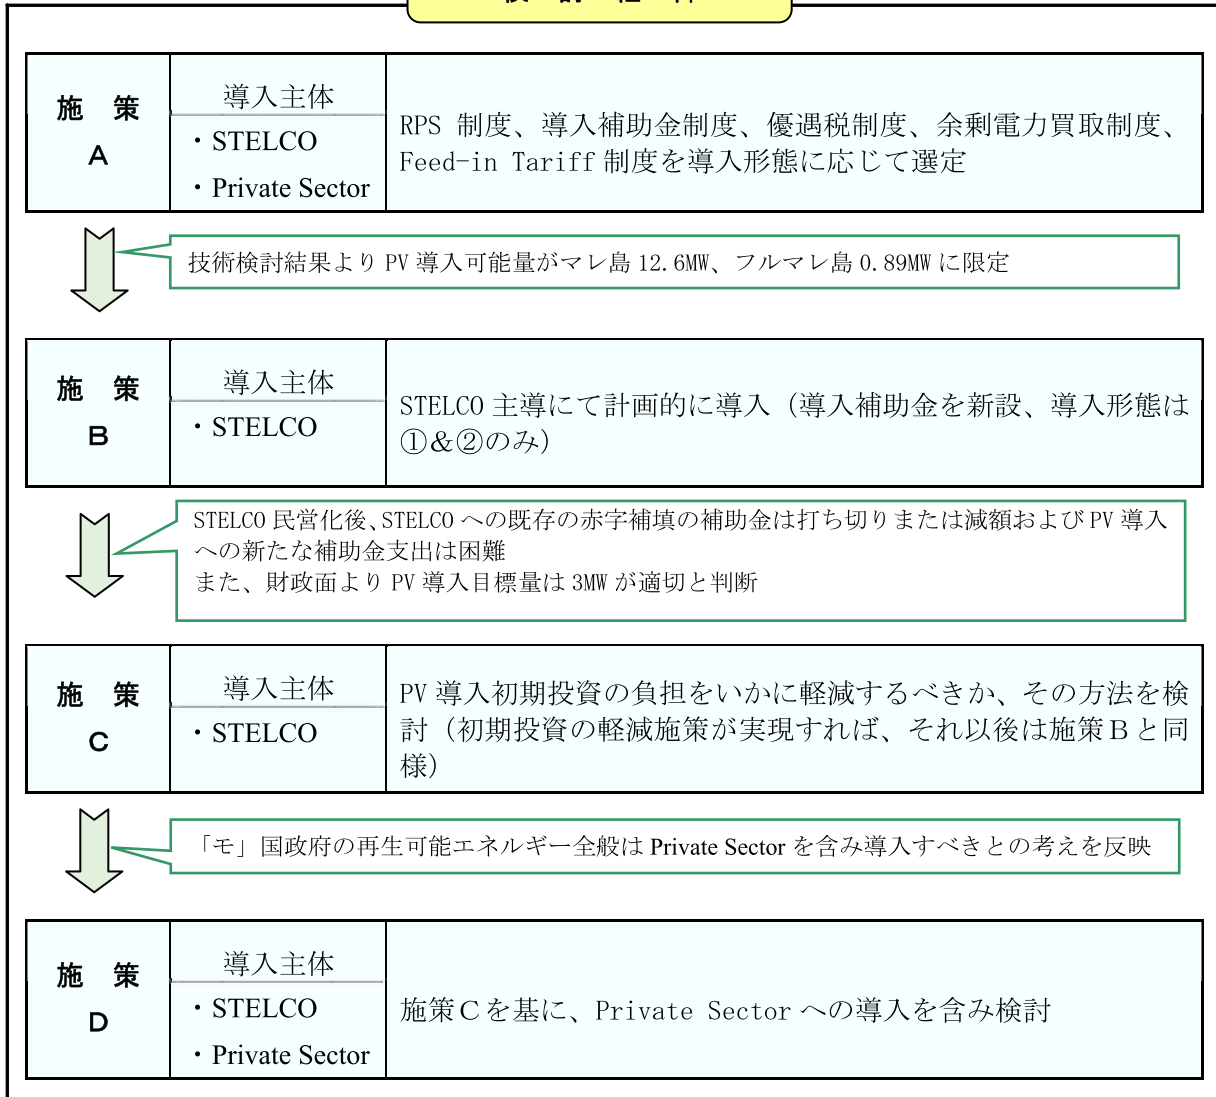 施 策
A
導入主体
・STELCO
・Private Sector
RPS 制度、導入補助金制度、優遇税制度、余剰電力買取制度、
Feed-in Tariff 制度を導入形態に応じて選定
技術検討結果より PV 導入可能量がマレ島 12.6MW、フルマレ島 0.89MW に限定
施 策
B
導入主体
・STELCO
STELCO 主導にて計画的に導入（導入補助金を新設、導入形態は
①＆②のみ）
STELCO 民営化後、STELCO への既存の赤字補填の補助金は打ち切りまたは減額および PV 導入
への新たな補助金支出は困難
また、財政面より PV 導入目標量は 3MW が適切と判断
施 策
C
導入主体
・STELCO
PV 導入初期投資の負担をいかに軽減するべきか、その方法を検
討（初期投資の軽減施策が実現すれば、それ以後は施策Ｂと同
様）
「モ」国政府の再生可能エネルギー全般は Private Sector を含み導入すべきとの考えを反映
施 策
D
導入主体
・STELCO
・Private Sector
施策Ｃを基に、Private Sector への導入を含み検討